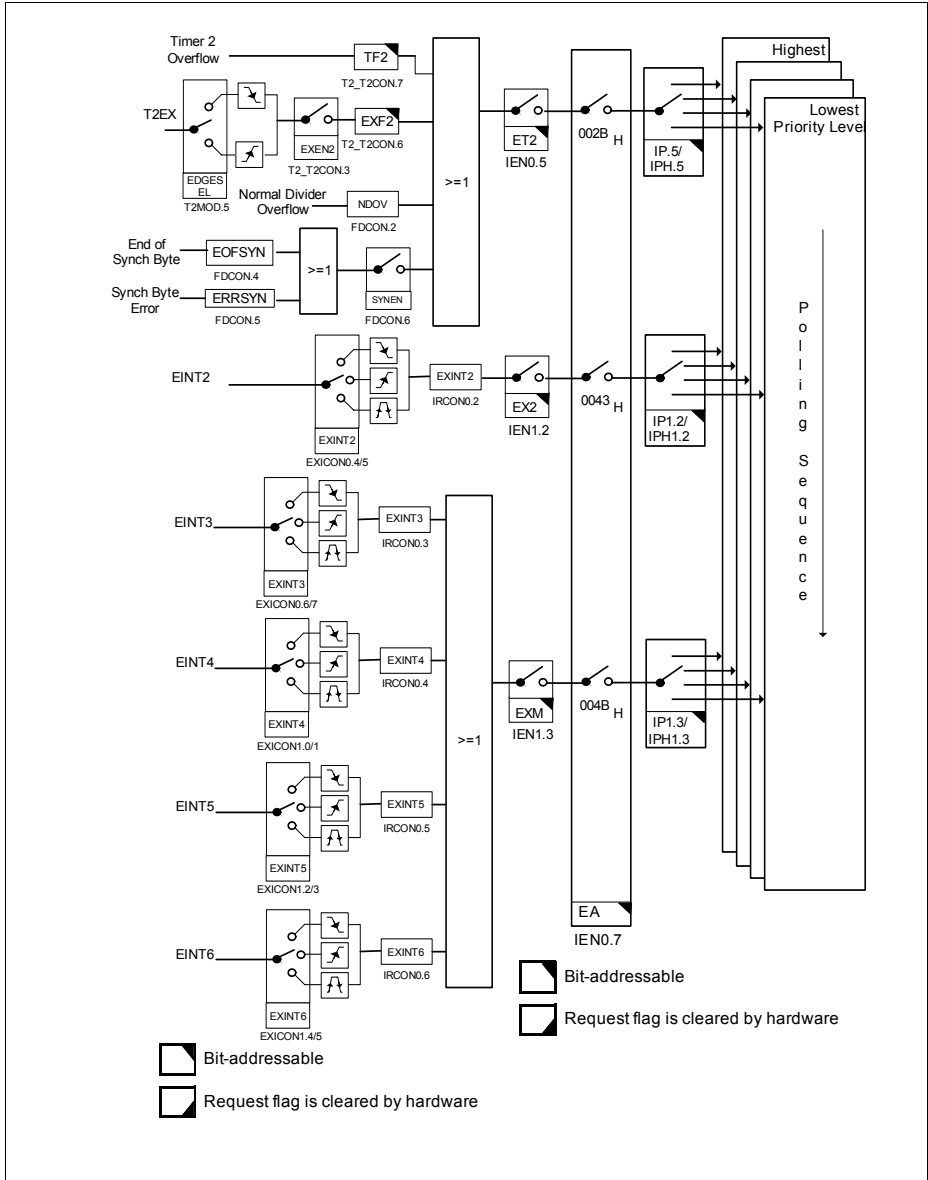 Timer 2
Overflow
TF2
T2_T2CON.7
T2EX
EXEN2
T2_T2CON.3
EXF2
T2_T2CON.6
EDGES
EL
T2MOD.5
Normal Divider
Overflow
NDOV
FDCON.2
End of
Synch Byte
EOFSYN
FDCON.4
Synch Byte
Error
ERRSYN
FDCON.5
>=1
SYNEN
FDCON.6
>=1
ET2
IEN0.5
002B H
IP.5/
IPH.5
Highest
Lowest
Priority Level
EINT2
EXINT2
EXICON0.4/5
EXINT2
IRCON0.2
EX2
IEN1.2
0043 H
IP1.2/
IPH1.2
Polling Sequence
EINT3
EXINT3
EXICON0.6/7
EXINT3
IRCON0.3
EINT4
EXINT4
EXICON1.0/1
EXINT4
IRCON0.4
>=1
EXM
IEN1.3
004B H
IP1.3/
IPH1.3
EINT5
EXINT5
EXICON1.2/3
EXINT5
IRCON0.5
EINT6
EXINT6
EXICON1.4/5
EXINT6
IRCON0.6
EA
IEN0.7
Bit-addressable
Request flag is cleared by hardware
Bit-addressable
Request flag is cleared by hardware